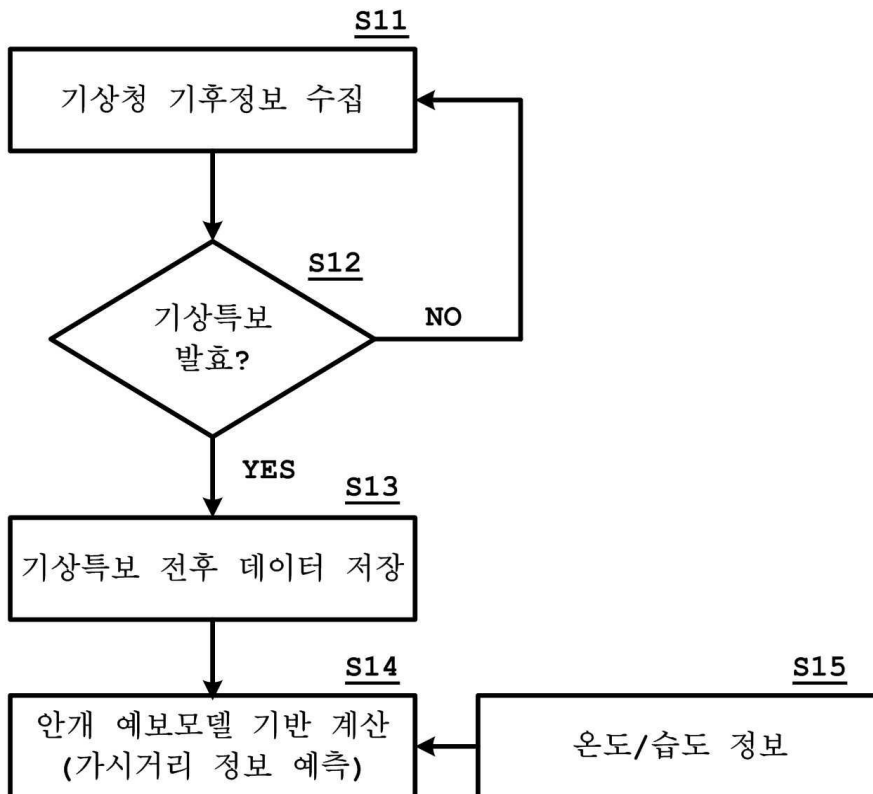 S11
기상청 기후정보 수집
S12
기상특보
발효?
NO
YES
S13
기상특보 전후 데이터 저장
S14
안개 예보모델 기반 계산
(가시거리 정보 예측)
S15
온도/습도 정보